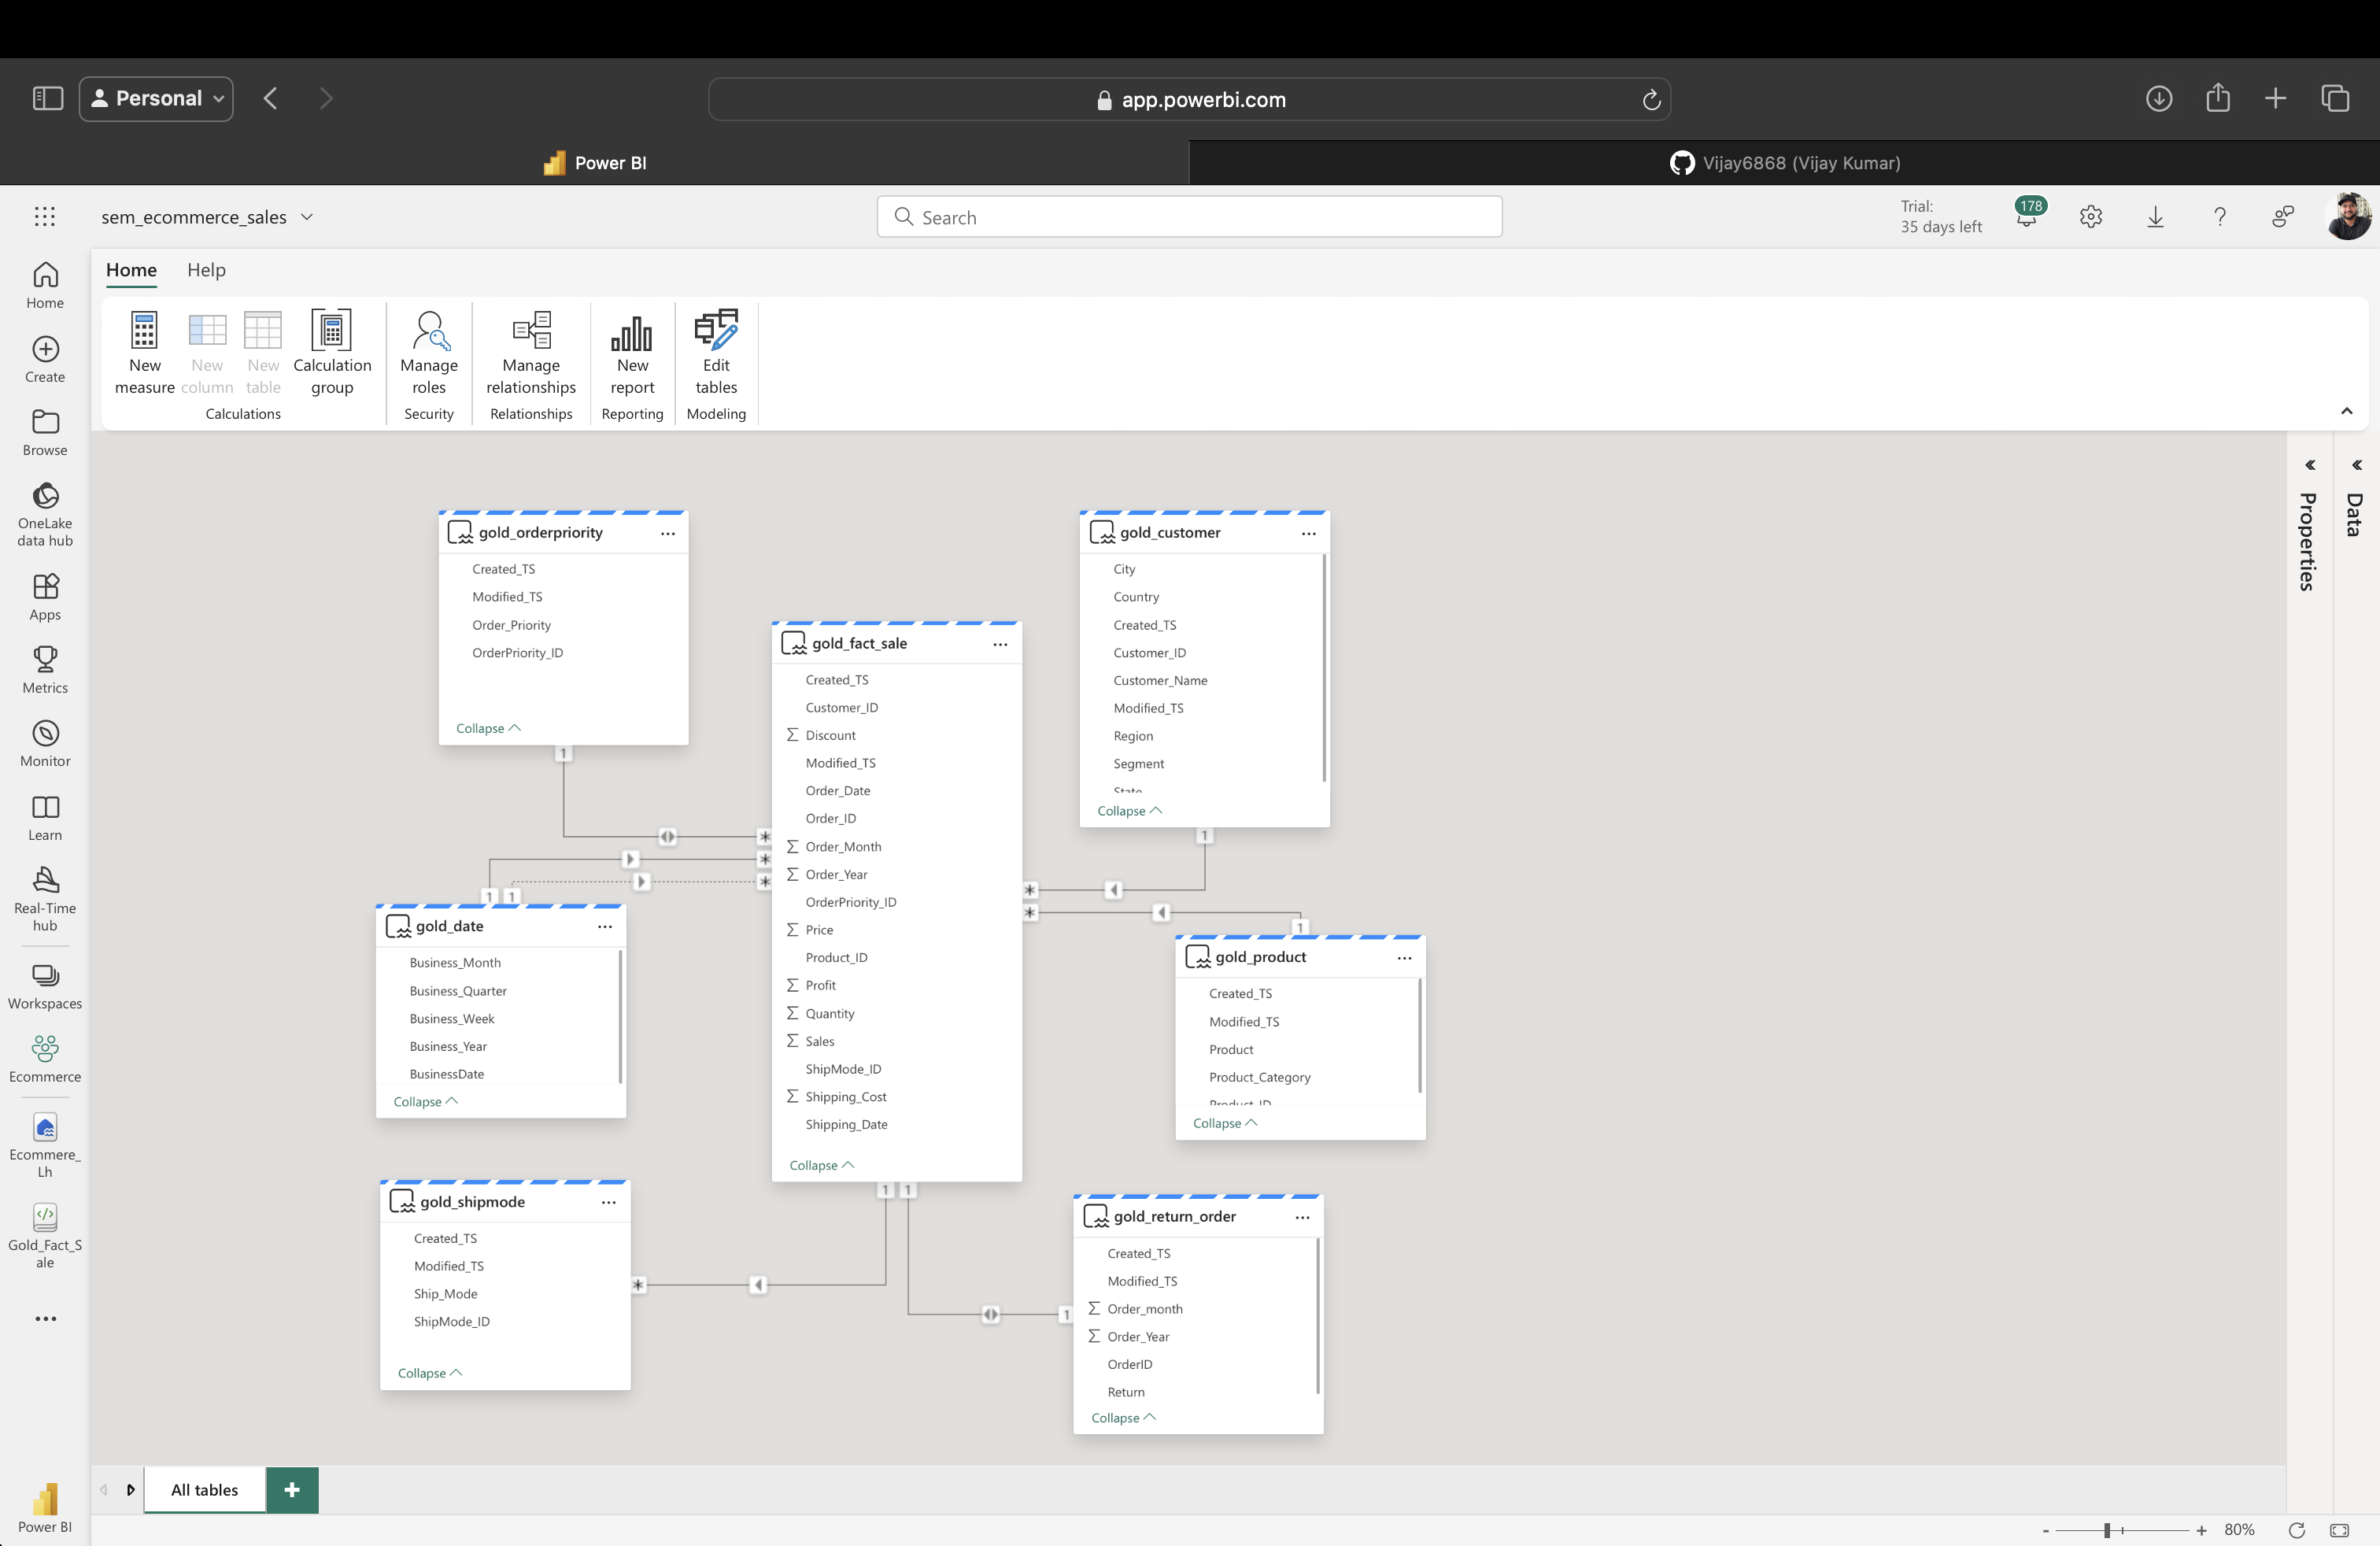 Personal
app.powerbi.com
Power BI
Vijay6868 (Vijay Kumar)
sem_ecommerce_sales
Search
Trial:
35 days left
178
Home
Help
New
measure
New
column
New
table
Calculation
group
Calculations
Manage
roles
Security
Manage
relationships
Relationships
New
report
Reporting
Edit
tables
Modeling
Home
Create
Browse
OneLake
data hub
Apps
Metrics
Monitor
Learn
Real-Time
hub
Workspaces
Ecommerce
Ecommere_
Lh
Gold_Fact_S
ale
Power BI
gold_orderpriority
Created_TS
Modified_TS
Order_Priority
OrderPriority_ID
Collapse
1
*
gold_customer
City
Country
Created_TS
Customer_ID
Customer_Name
Modified_TS
Region
Segment
State
Collapse
1
*
gold_fact_sale
Created_TS
Customer_ID
Σ Discount
Modified_TS
Order_Date
Order_ID
Σ Order_Month
Σ Order_Year
OrderPriority_ID
Σ Price
Product_ID
Σ Profit
Σ Quantity
Σ Sales
ShipMode_ID
Σ Shipping_Cost
Shipping_Date
Collapse
1 1
* *
1 1
gold_date
Business_Month
Business_Quarter
Business_Week
Business_Year
BusinessDate
Collapse
* 1
gold_product
Created_TS
Modified_TS
Product
Product_Category
Product_ID
Collapse
gold_shipmode
Created_TS
Modified_TS
Ship_Mode
ShipMode_ID
Collapse
*
1
gold_return_order
Created_TS
Modified_TS
Σ Order_month
Σ Order_Year
OrderID
Return
Collapse
Properties
Data
All tables
+
- + 80%